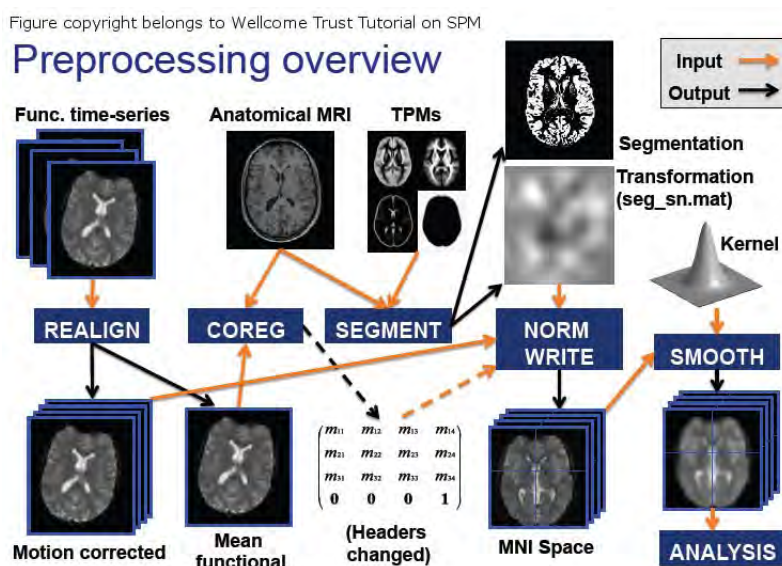 Figure copyright belongs to Wellcome Trust Tutorial on SPM
Preprocessing overview
Input
Output
Func. time-series
Anatomical MRI
TPMs
Segmentation
Transformation
(seg_sn.mat)
Kernel
REALIGN
COREG
SEGMENT
NORM
WRITE
SMOOTH
m11 m12 m13 m14
m21 m22 m23 m24
m31 m32 m33 m34
0 0 0 1
Motion corrected
Mean
functional
(Headers
changed)
MNI Space
ANALYSIS